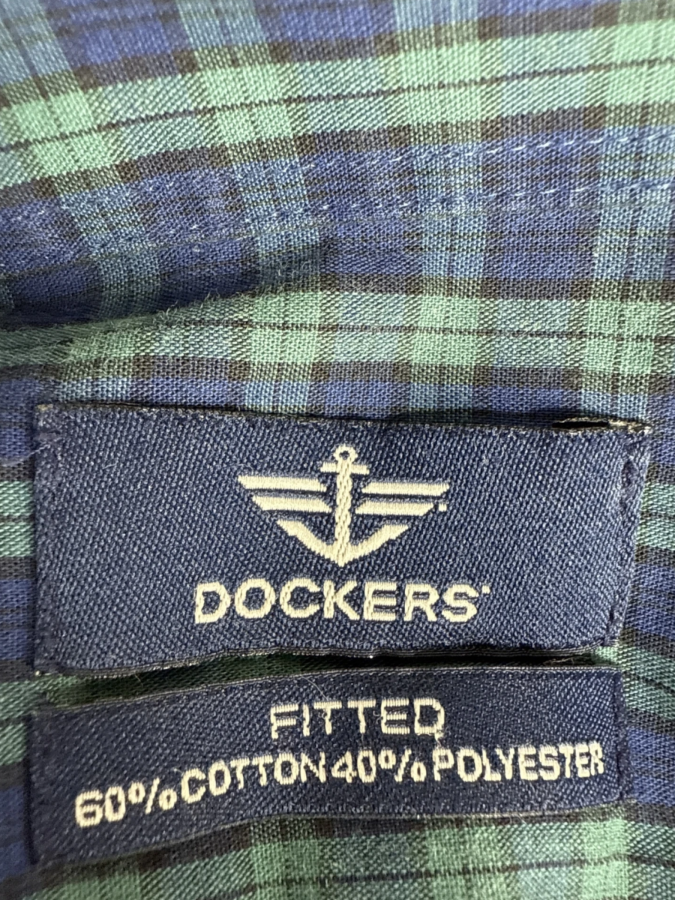 DOCKERS
FITTED
60% COTTON 40% POLYESTER